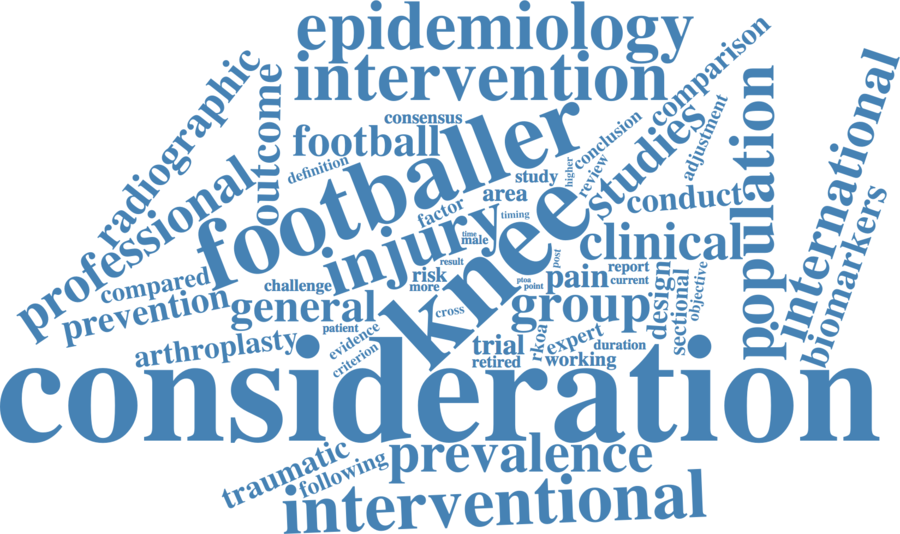 epidemiology
intervention
comparison
radiographic
outcome
consensus
football
footballer
definition
conclusion
studies
adjustment
population
international
biomarkers
professional
higher
review
study
area
factor
timing
conduct
injury
knee
time
male
clinical
compared
prevention
challenge
result
risk
more
post
pain
report
current
ptoa
point
general
group
design
sectional
objective
cross
patient
arthroplasty
evidence
criterion
trial
retired
rkoa
expert
duration
working
consideration
traumatic
following
prevalence
interventional